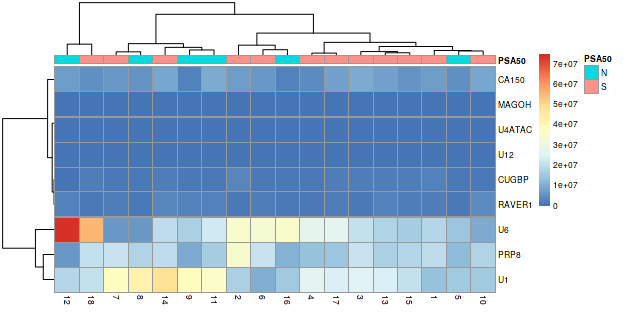 PSA50
CA150
MAGOH
U4ATAC
U12
CUGBP
RAVER1
U6
PRP8
U1
12 18 7 8 14 9 11 2 6 16 4 17 3 13 15 1 5 10
7e+07
6e+07
5e+07
4e+07
3e+07
2e+07
1e+07
0
PSA50
N
S